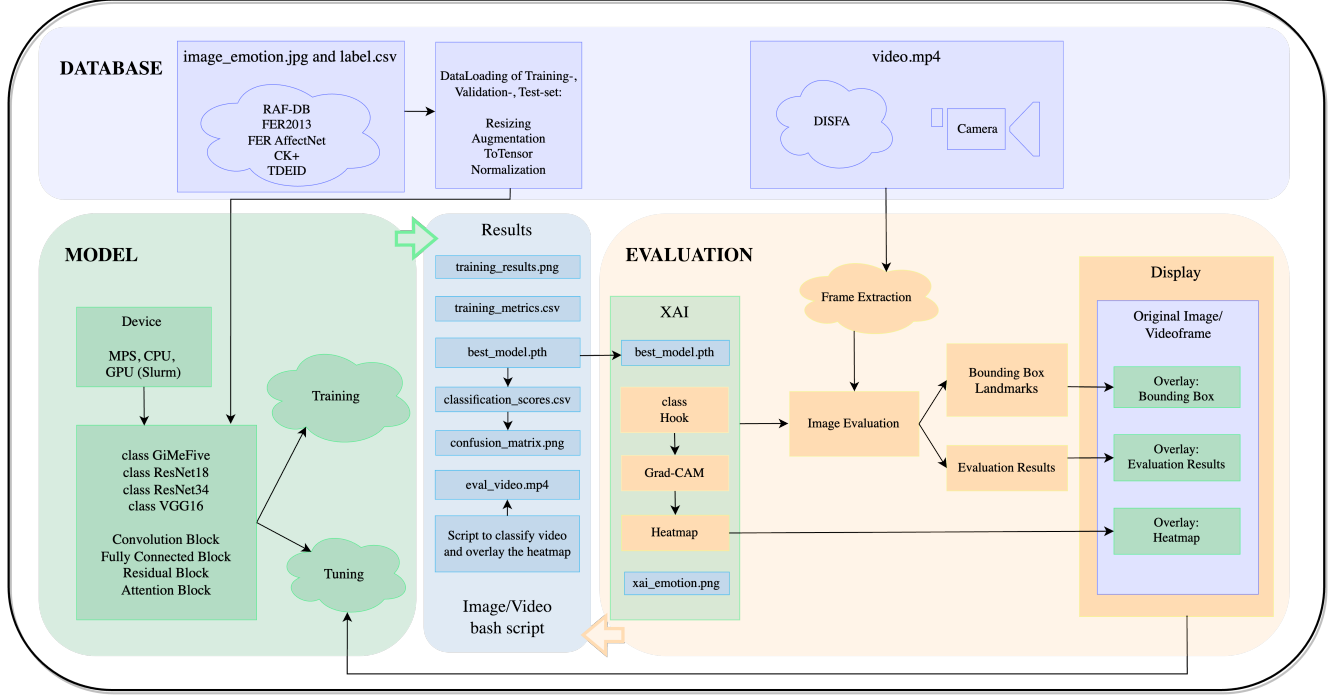 DATABASE
image_emotion.jpg and label.csv
RAF-DB
FER2013
FER AffectNet
CK+
TDEID
DataLoading of Training-,
Validation-, Test-set:
Resizing
Augmentation
ToTensor
Normalization
video.mp4
DISFA
Camera
MODEL
Device
MPS, CPU,
GPU (Slurm)
class GiMeFive
class ResNet18
class ResNet34
class VGG16
Convolution Block
Fully Connected Block
Residual Block
Attention Block
Training
Tuning
Results
training_results.png
training_metrics.csv
best_model.pth
classification_scores.csv
confusion_matrix.png
eval_video.mp4
Script to classify video
and overlay the heatmap
Image/Video
bash script
EVALUATION
XAI
best_model.pth
class
Hook
Grad-CAM
Heatmap
xai_emotion.png
Frame Extraction
Image Evaluation
Bounding Box
Landmarks
Evaluation Results
Display
Original Image/
Videoframe
Overlay:
Bounding Box
Overlay:
Evaluation Results
Overlay:
Heatmap